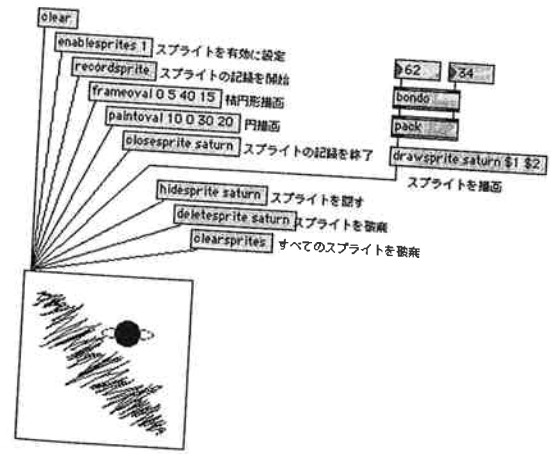 clear
enablesprites 1 スプライトを有効に設定
recordsprite スプライトの記録を開始
frameoval 0 5 40 15 楕円形描画
paintoval 10 0 30 20 円描画
closesprite saturn スプライトの記録を終了
62 34
bondo
pack
drawsprite saturn $1 $2
スプライトを描画
hidesprite saturn スプライトを隠す
deletesprite saturn スプライトを破棄
clearsprites すべてのスプライトを破棄